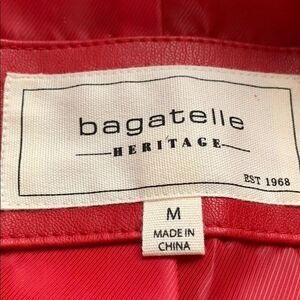 bagatelle
HERITAGE
EST 1968
M
MADE IN
CHINA